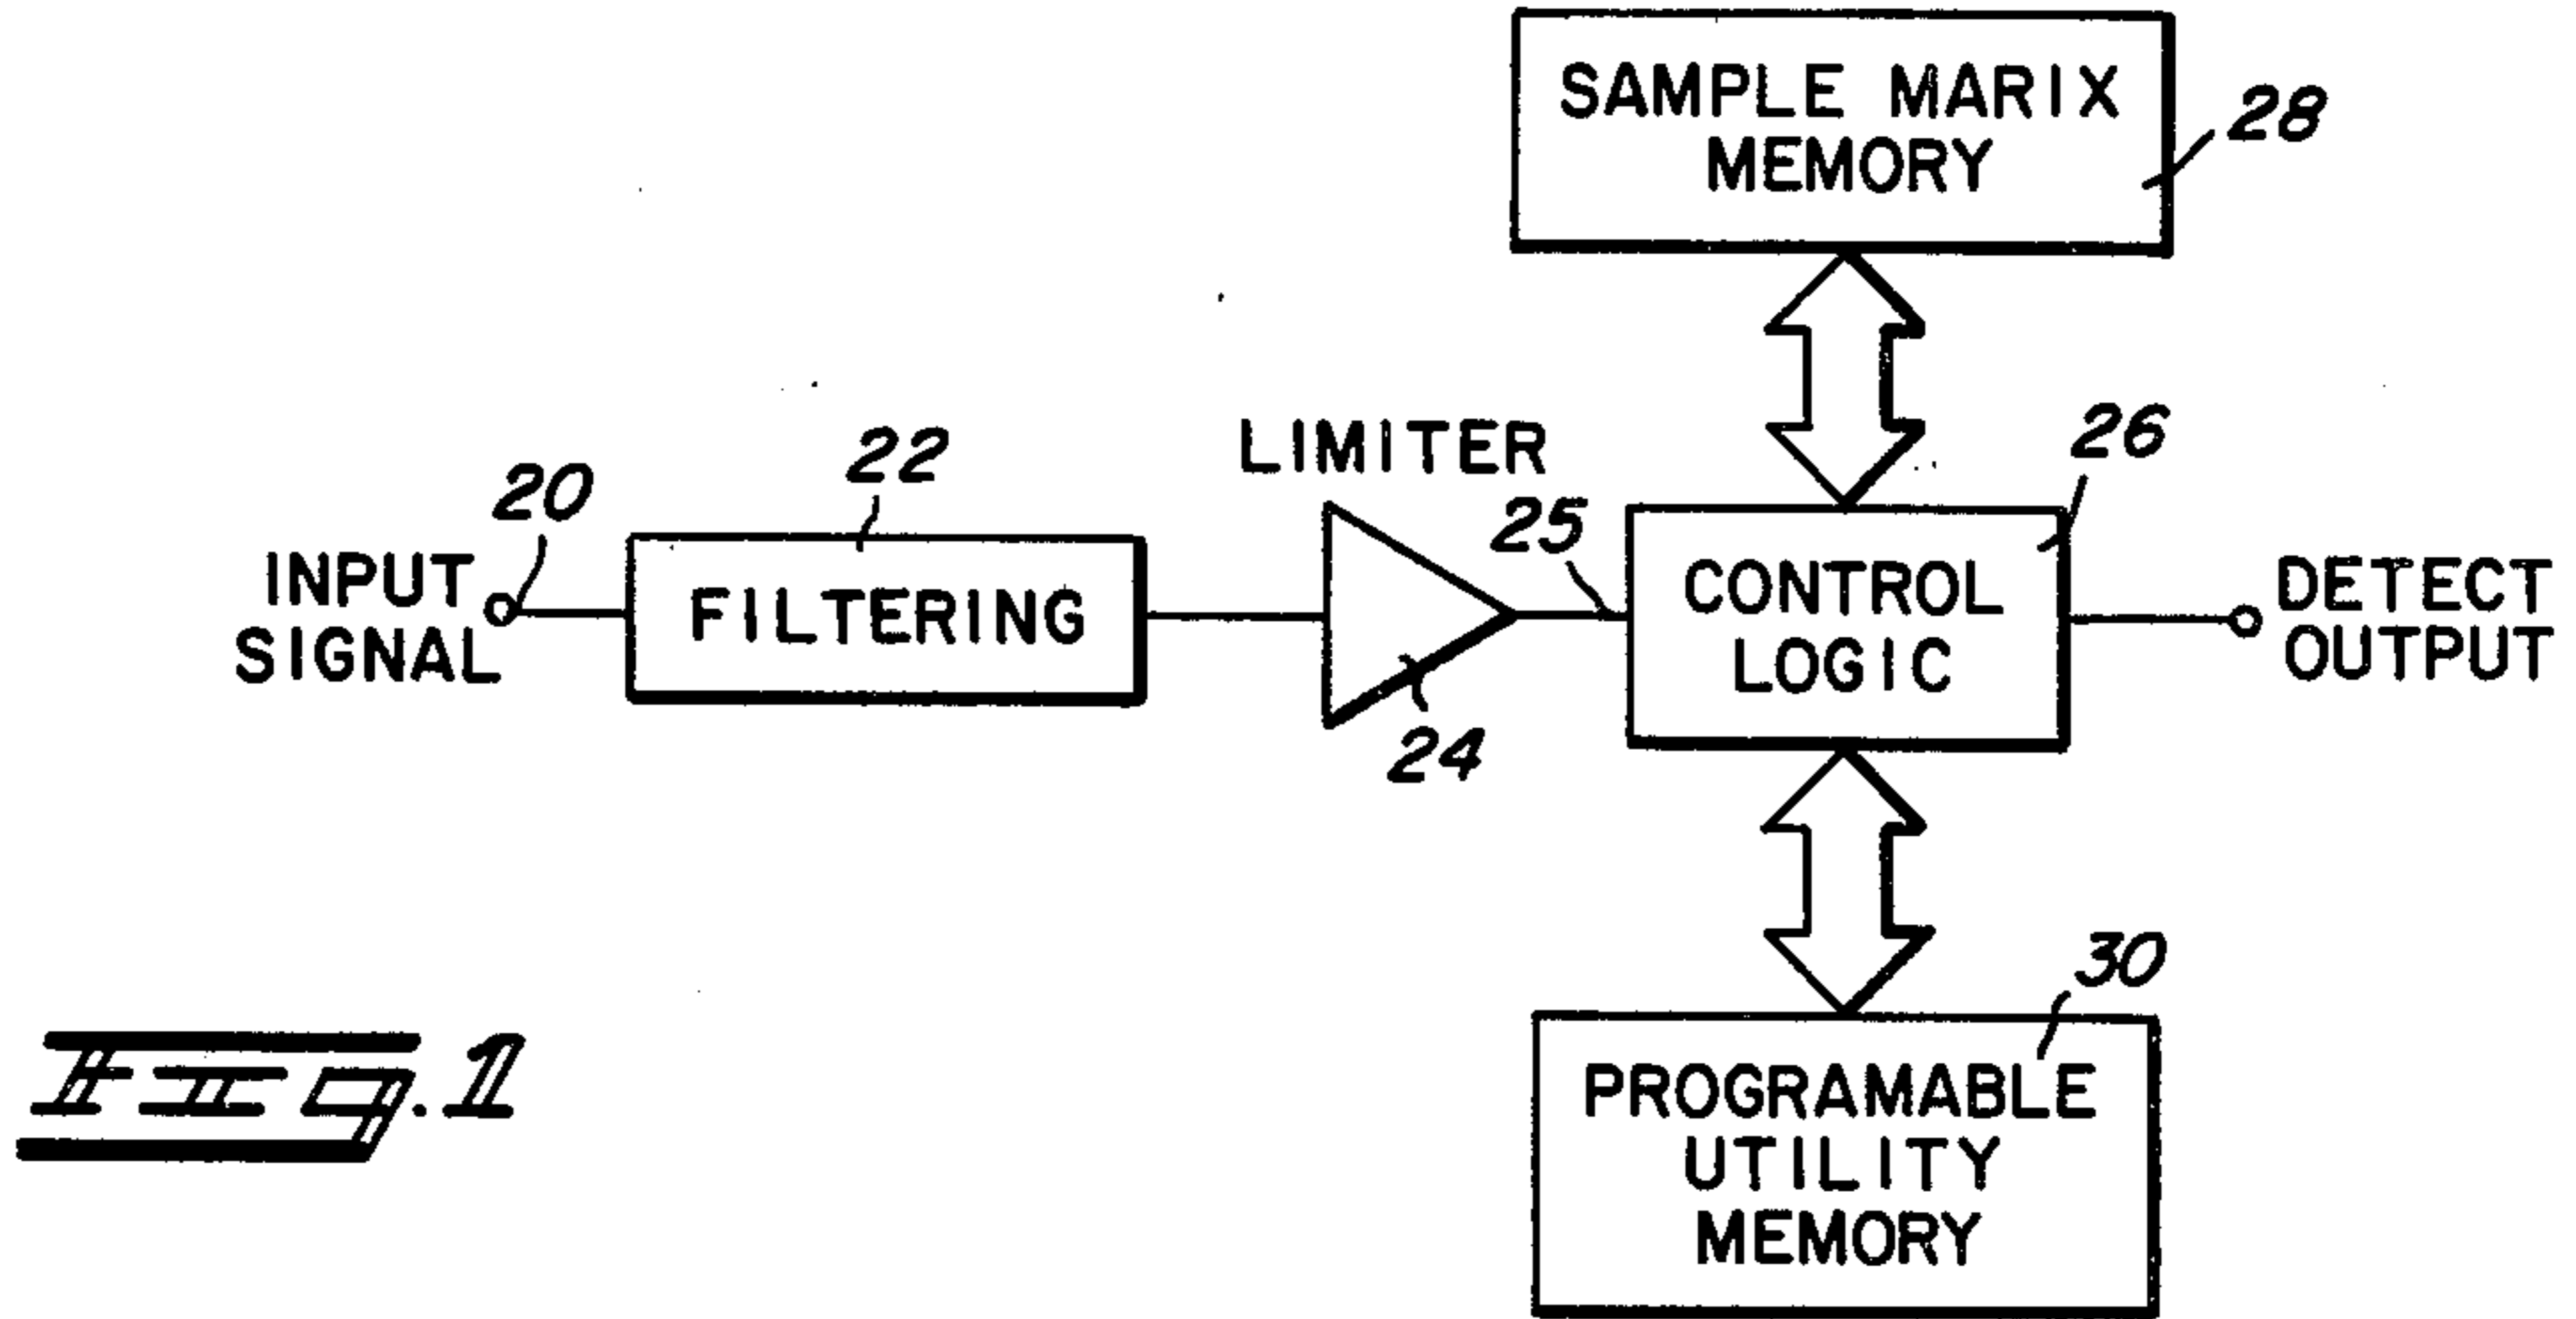 SAMPLE MARIX
MEMORY
28
26
LIMITER
22
20
25
INPUT
SIGNAL
FILTERING
CONTROL
LOGIC
DETECT
OUTPUT
24
30
PROGRAMABLE
UTILITY
MEMORY
Fig. 1